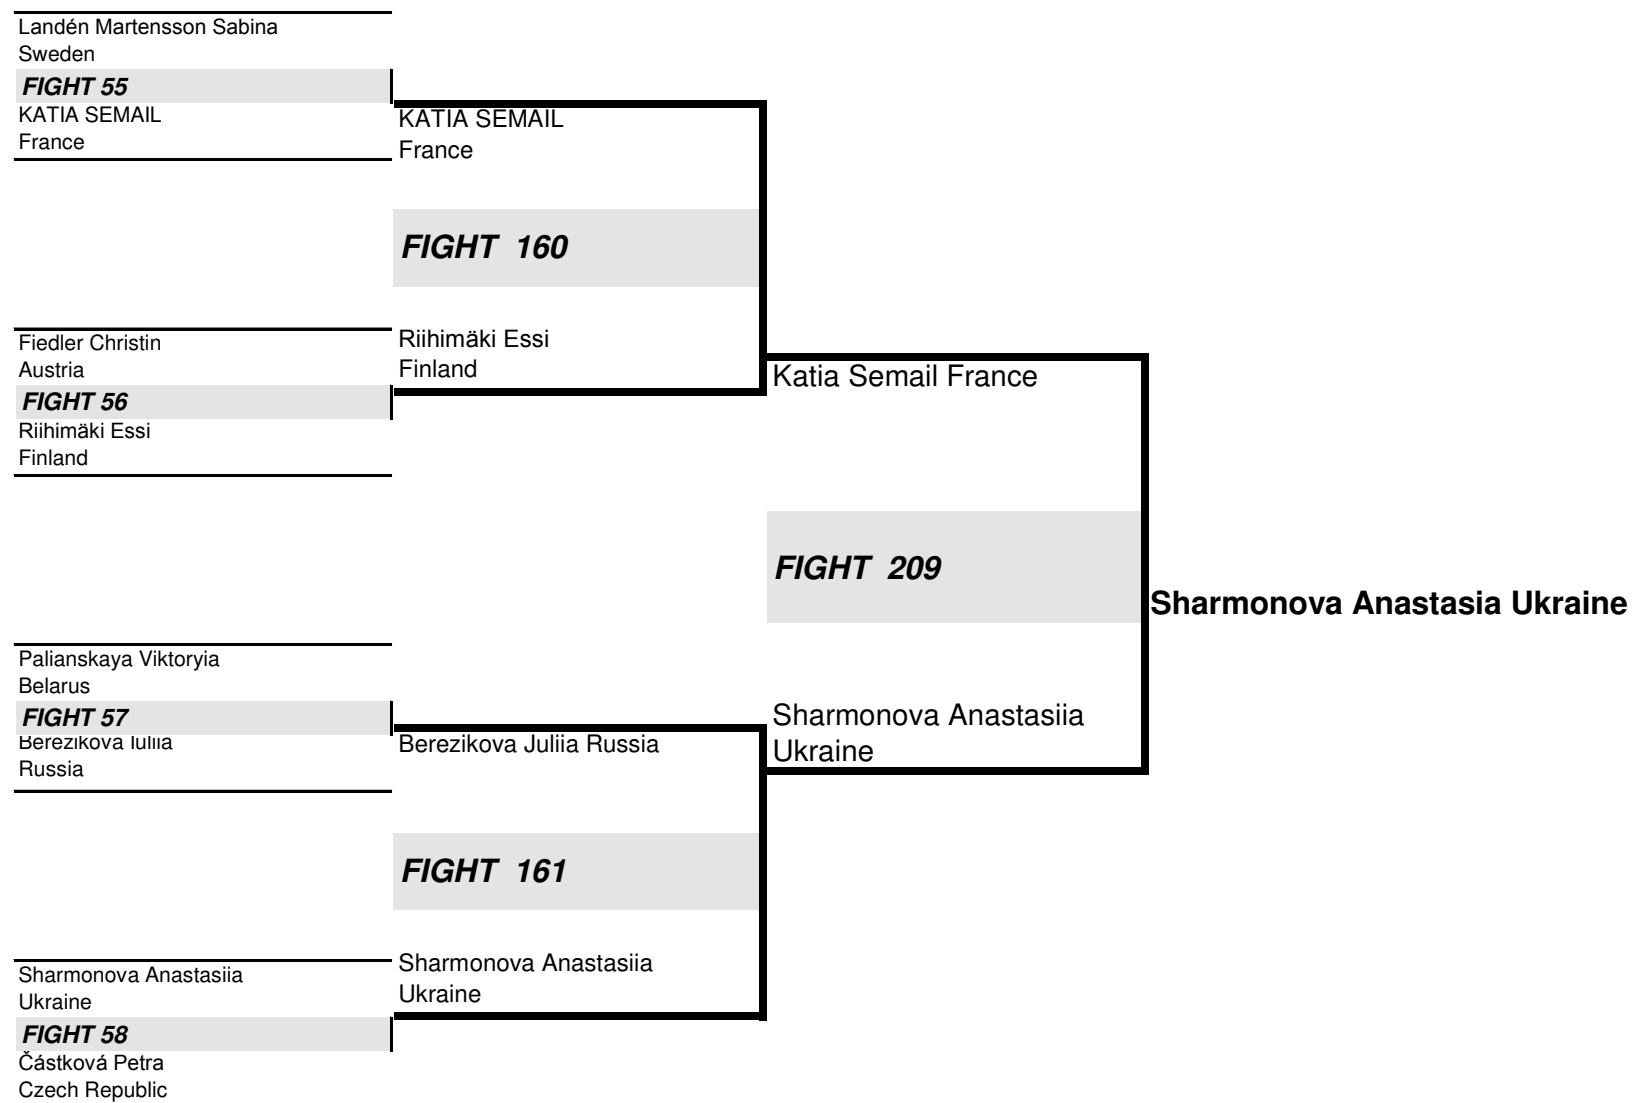 Landén Martensson Sabina
Sweden
FIGHT 55
KATIA SEMAIL
France
KATIA SEMAIL
France
FIGHT 160
Riihimäki Essi
Finland
Fiedler Christin
Austria
FIGHT 56
Riihimäki Essi
Finland
Katia Semail France
FIGHT 209
Sharmonova Anastasia Ukraine
Sharmonova Anastasiia
Ukraine
Palianskaya Viktoryia
Belarus
FIGHT 57
Berezikova Iuliia
Russia
Berezikova Juliia Russia
FIGHT 161
Sharmonova Anastasiia
Ukraine
Sharmonova Anastasiia
Ukraine
FIGHT 58
Částková Petra
Czech Republic